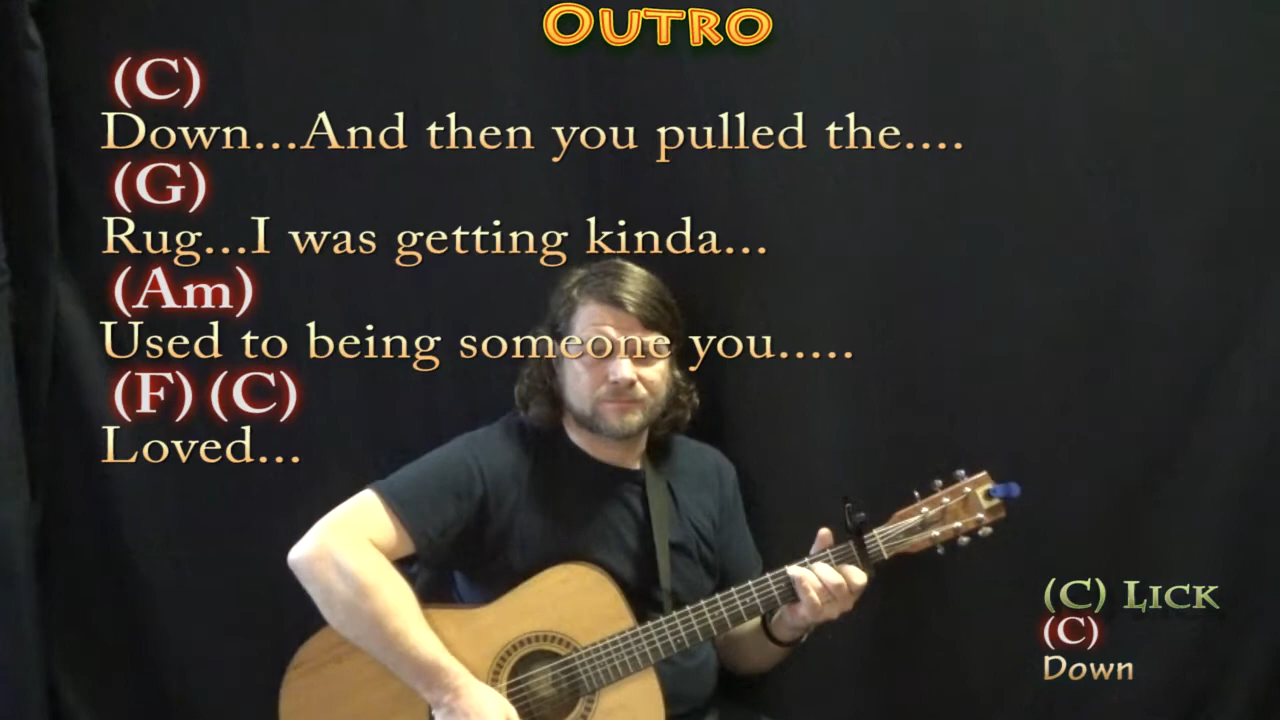 OUTRO
(C)
Down...And then you pulled the....
(G)
Rug...I was getting kinda...
(Am)
Used to being someone you.....
(F) (C)
Loved...
(C) LICK
(C)
Down